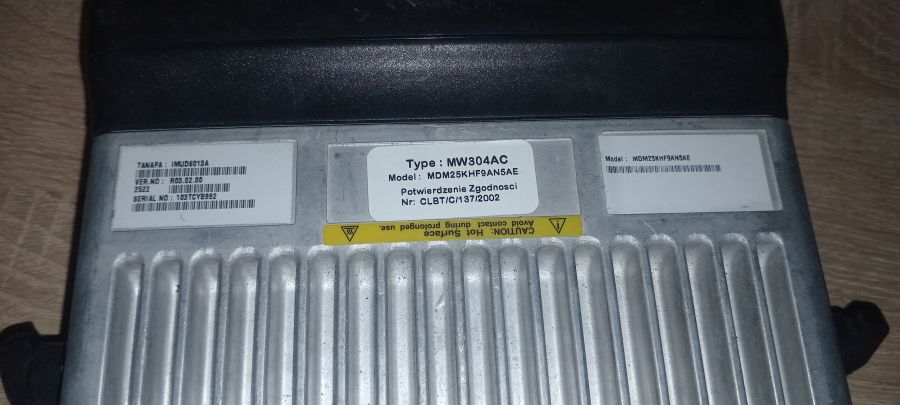 TANAPA : IMUD6013A
VER.NO : R03.02.00
2522
SERIAL NO : 103TCYB992
Type : MW304AC
Model : MDM25KHF9AN5AE
Potwierdzenie Zgodnosci
Nr: CLBT/C/137/2002
CAUTION: Hot Surface
Avoid contact during prolonged use.
Model : MDM25KHF9AN5AE